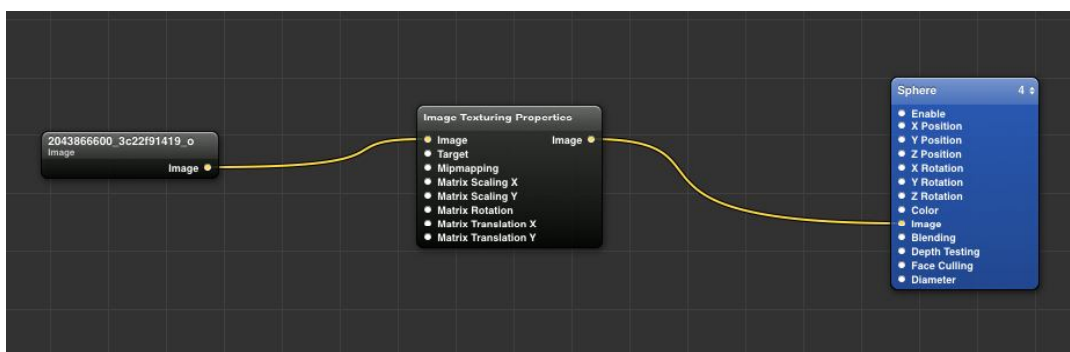 2043866600_3c22f91419_o
Image
Image
Image Texturing Properties
Image Image
Target
Mipmapping
Matrix Scaling X
Matrix Scaling Y
Matrix Rotation
Matrix Translation X
Matrix Translation Y
Sphere 4
Enable
X Position
Y Position
Z Position
X Rotation
Y Rotation
Z Rotation
Color
Image
Blending
Depth Testing
Face Culling
Diameter